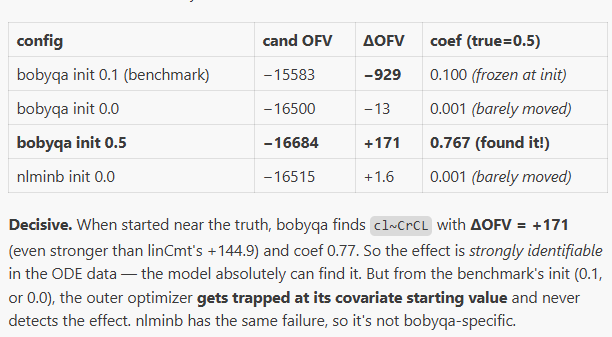 config cand OFV ΔOFV coef (true=0.5)
bobyqa init 0.1 (benchmark) −15583 −929 0.100 (frozen at init)
bobyqa init 0.0 −16500 −13 0.001 (barely moved)
bobyqa init 0.5 −16684 +171 0.767 (found it!)
nlminb init 0.0 −16515 +1.6 0.001 (barely moved)
Decisive. When started near the truth, bobyqa finds cl~CrCL with ΔOFV = +171
(even stronger than linCmt's +144.9) and coef 0.77. So the effect is strongly identifiable
in the ODE data — the model absolutely can find it. But from the benchmark's init (0.1,
or 0.0), the outer optimizer gets trapped at its covariate starting value and never
detects the effect. nlminb has the same failure, so it's not bobyqa-specific.